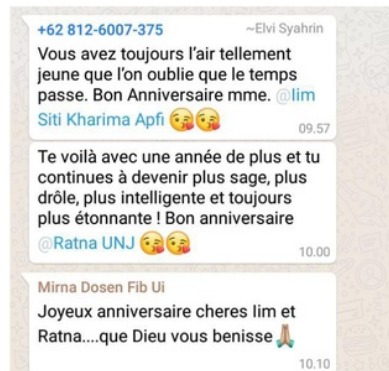 +62 812-6007-375 ~Elvi Syahrin
Vous avez toujours l'air tellement
jeune que l'on oublie que le temps
passe. Bon Anniversaire mme. @Iim
Siti Kharima Apfi 😘😘
09.57
Te voilà avec une année de plus et tu
continues à devenir plus sage, plus
drôle, plus intelligente et toujours
plus étonnante ! Bon anniversaire
@Ratna UNJ 😘😘
10.00
Mirna Dosen Fib Ui
Joyeux anniversaire cheres Iim et
Ratna....que Dieu vous benisse 🙏🏼
10.10